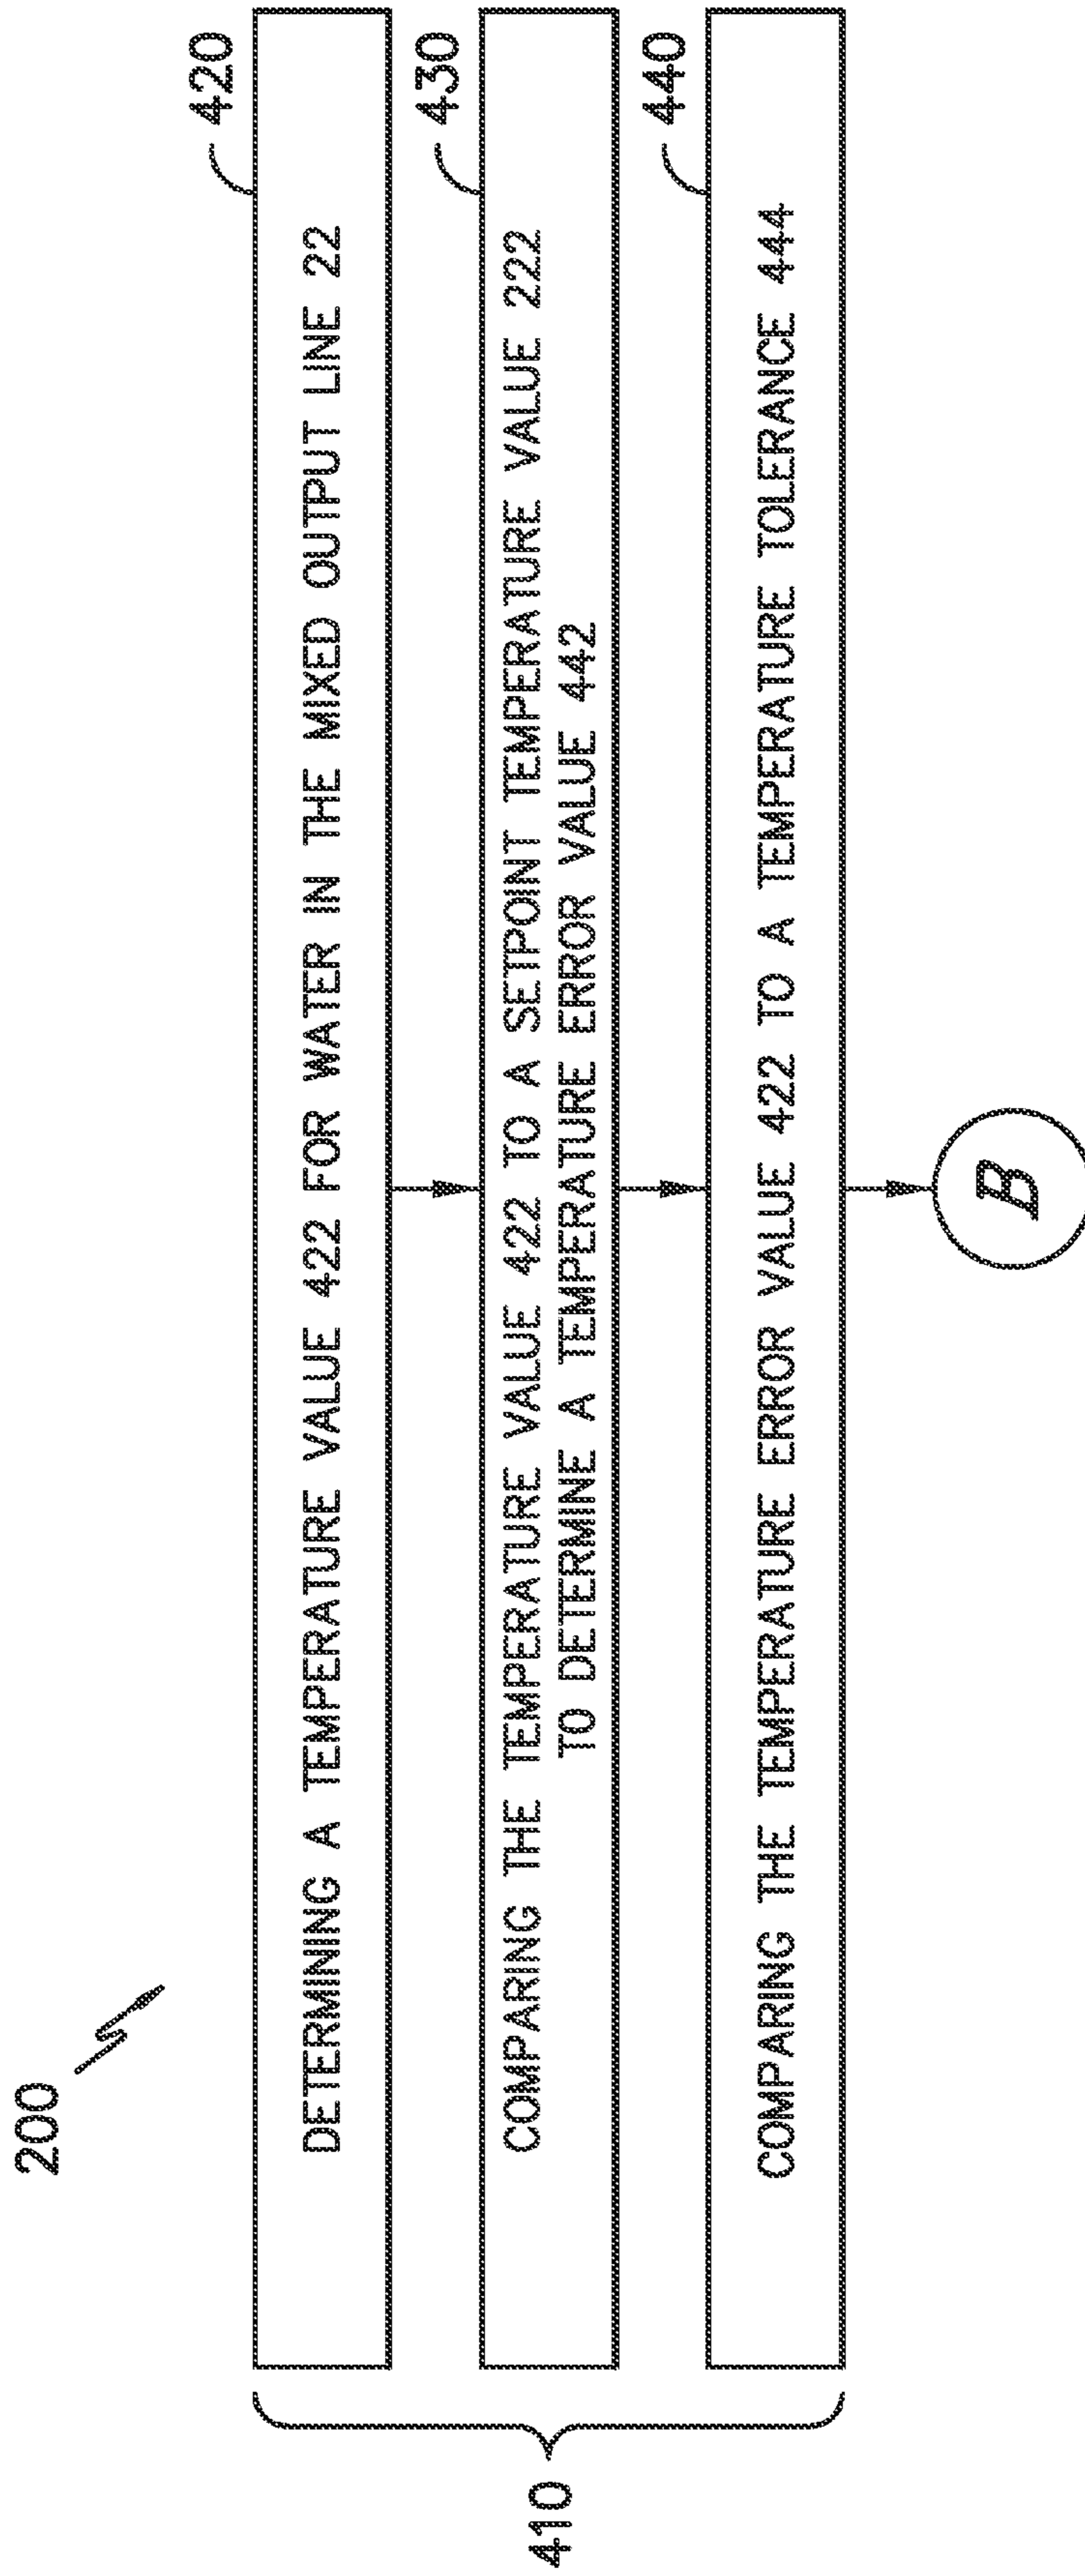 200
420
DETERMINING A TEMPERATURE VALUE 422 FOR WATER IN THE MIXED OUTPUT LINE 22
430
COMPARING THE TEMPERATURE VALUE 422 TO A SETPOINT TEMPERATURE VALUE 222
TO DETERMINE A TEMPERATURE ERROR VALUE 442
440
COMPARING THE TEMPERATURE ERROR VALUE 422 TO A TEMPERATURE TOLERANCE 444
410
B